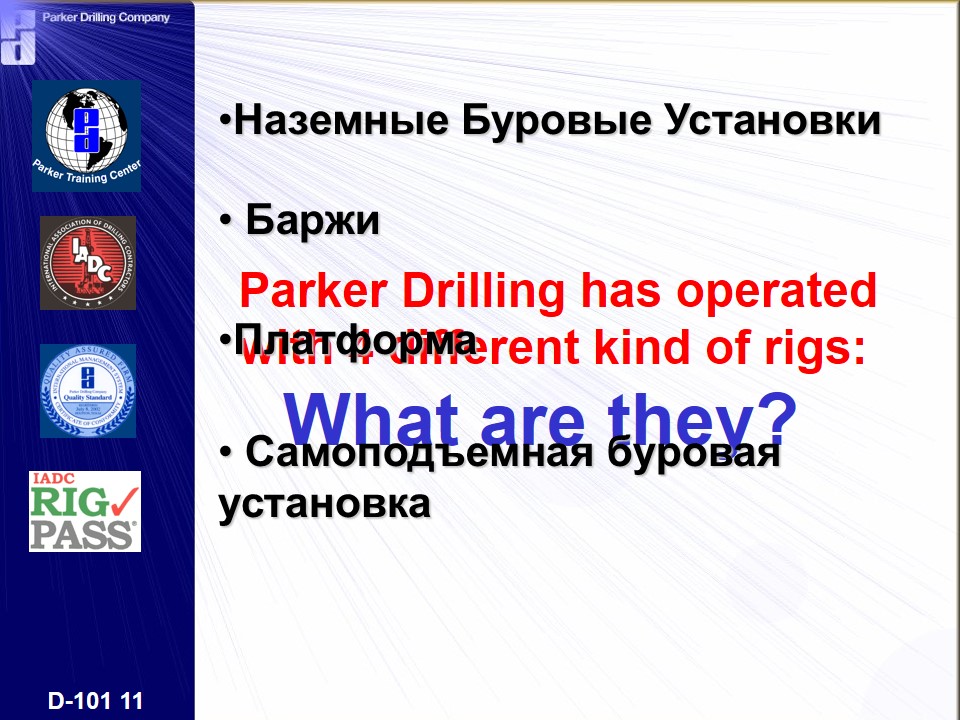 Parker Drilling Company
Parker Training Center
INTERNATIONAL ASSOCIATION OF DRILLING CONTRACTORS
IADC
QUALITY ASSURED FIRM
INTERNATIONAL MANAGEMENT SYSTEM
Parker Drilling Company
Quality Standard
CERTIFICATE OF CONFORMITY
IADC
RIG
PASS®
•Наземные Буровые Установки
• Баржи
Parker Drilling has operated
•Платформа
with 4 different kind of rigs:
What are they?
• Самоподъемная буровая
установка
D-101 11